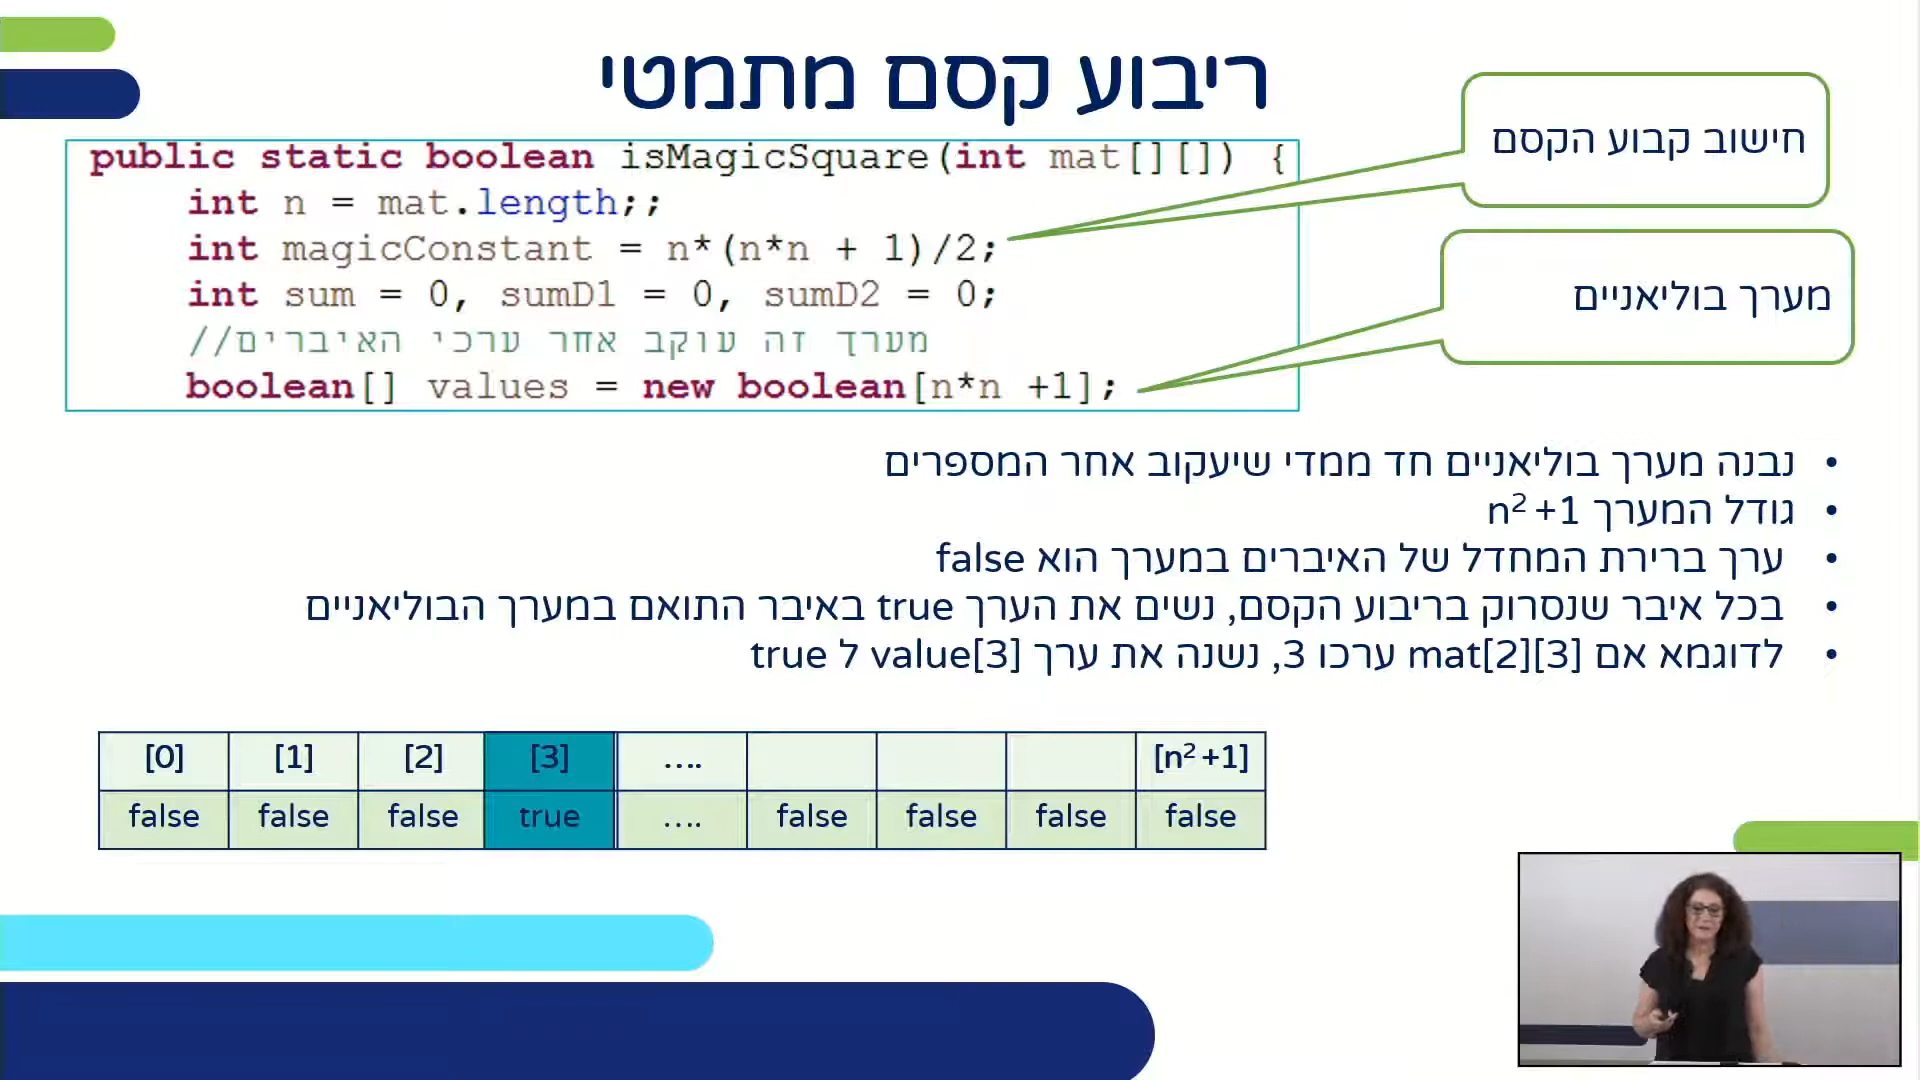 ריבוע קסם מתמטי
חישוב קבוע הקסם
public static boolean isMagicSquare(int mat[][]) {
int n = mat.length;;
int magicConstant = n*(n*n + 1)/2;
int sum = 0, sumD1 = 0, sumD2 = 0;
//מערך זה עוקב אחר ערכי האיברים
boolean[] values = new boolean[n*n +1];
מערך בוליאניים
• נבנה מערך בוליאניים חד ממדי שיעקוב אחר המספרים
• גודל המערך n² +1
• ערך ברירת המחדל של האיברים במערך הוא false
• בכל איבר שנסרוק בריבוע הקסם, נשים את הערך true באיבר התואם במערך הבוליאניים
• לדוגמא אם mat[2][3] ערכו 3, נשנה את ערך value[3] ל true
[0] [1] [2] [3] .... [n² +1]
false false false true .... false false false false